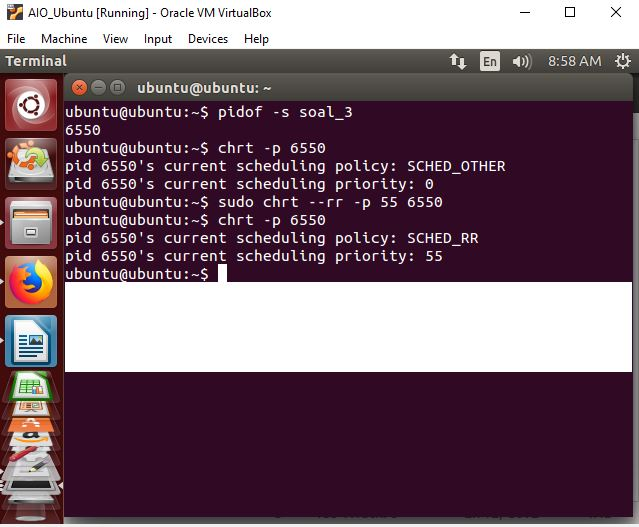 AIO_Ubuntu [Running] - Oracle VM VirtualBox
File Machine View Input Devices Help
Terminal En 8:58 AM
ubuntu@ubuntu: ~
ubuntu@ubuntu:~$ pidof -s soal_3
6550
ubuntu@ubuntu:~$ chrt -p 6550
pid 6550's current scheduling policy: SCHED_OTHER
pid 6550's current scheduling priority: 0
ubuntu@ubuntu:~$ sudo chrt --rr -p 55 6550
ubuntu@ubuntu:~$ chrt -p 6550
pid 6550's current scheduling policy: SCHED_RR
pid 6550's current scheduling priority: 55
ubuntu@ubuntu:~$